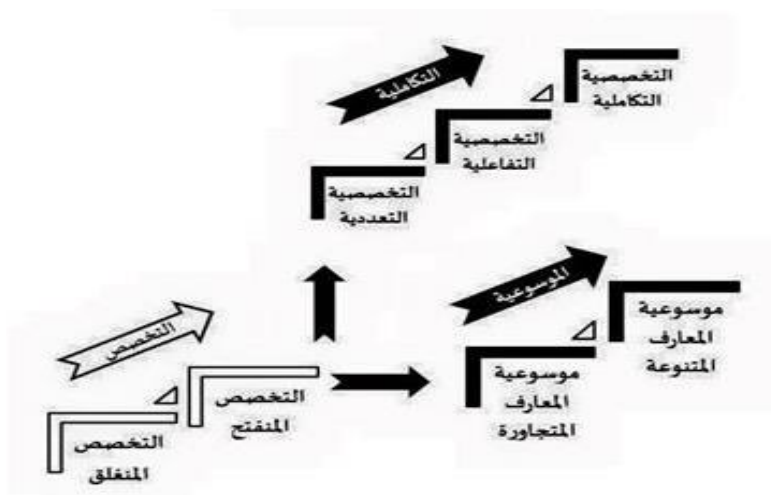 التكاملية
التخصصية
التكاملية
التخصصية
التفاعلية
التخصصية
التعددية
الموسوعية
موسوعية
المعارف
المتنوعة
موسوعية
المعارف
المتجاورة
التخصص
التخصص
المنفتح
التخصص
المنغلق